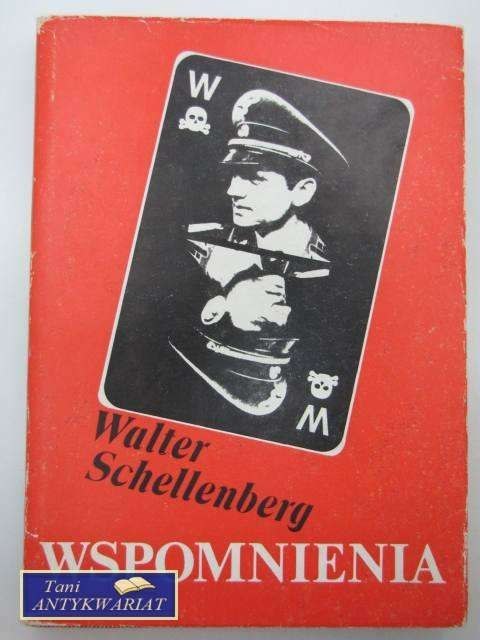 W
Walter
Schellenberg
WSPOMNIENIA
Tani
ANTYKWARIAT
W